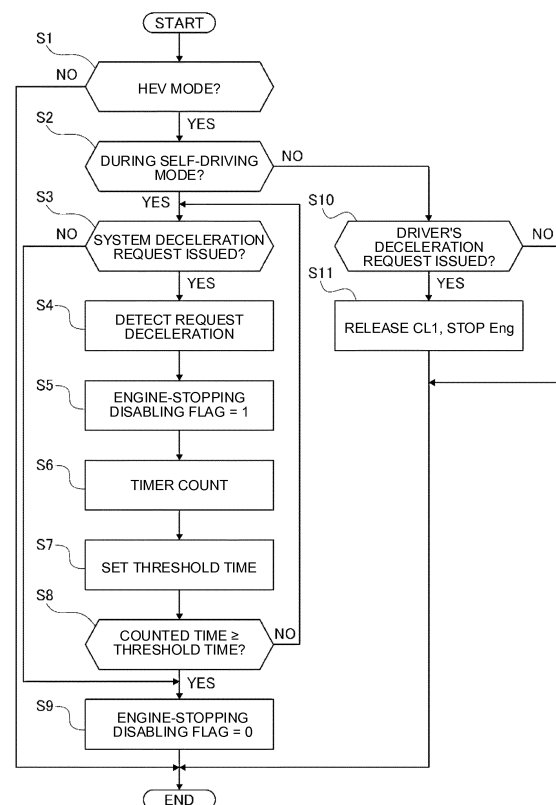 START
S1
HEV MODE?
NO
YES
S2
DURING SELF-DRIVING
MODE?
NO
YES
S3
SYSTEM DECELERATION
REQUEST ISSUED?
NO
YES
S4
DETECT REQUEST
DECELERATION
S5
ENGINE-STOPPING
DISABLING FLAG = 1
S6
TIMER COUNT
S7
SET THRESHOLD TIME
S8
COUNTED TIME ≥
THRESHOLD TIME?
NO
YES
S9
ENGINE-STOPPING
DISABLING FLAG = 0
S10
DRIVER'S
DECELERATION
REQUEST ISSUED?
NO
YES
S11
RELEASE CL1, STOP Eng
END